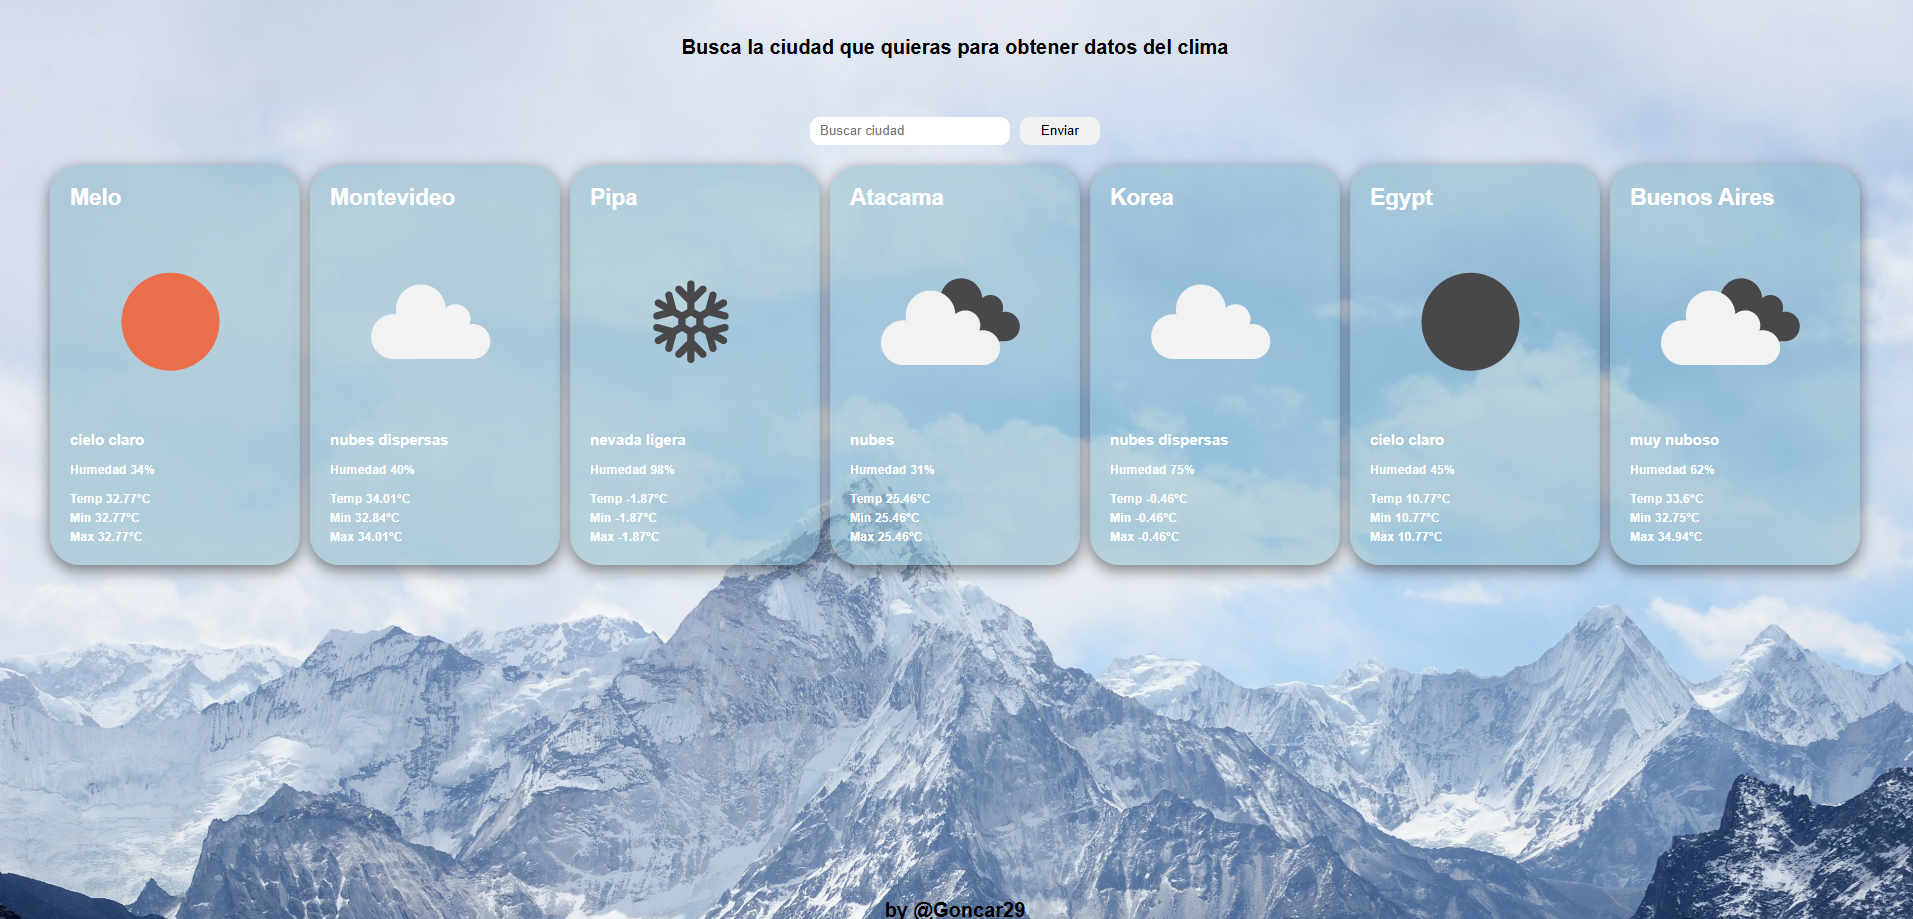 Busca la ciudad que quieras para obtener datos del clima
Buscar ciudad
Enviar
Melo
cielo claro
Humedad 34%
Temp 32.77°C
Min 32.77°C
Max 32.77°C
Montevideo
nubes dispersas
Humedad 40%
Temp 34.01°C
Min 32.84°C
Max 34.01°C
Pipa
nevada ligera
Humedad 98%
Temp -1.87°C
Min -1.87°C
Max -1.87°C
Atacama
nubes
Humedad 31%
Temp 25.46°C
Min 25.46°C
Max 25.46°C
Korea
nubes dispersas
Humedad 75%
Temp -0.46°C
Min -0.46°C
Max -0.46°C
Egypt
cielo claro
Humedad 45%
Temp 10.77°C
Min 10.77°C
Max 10.77°C
Buenos Aires
muy nuboso
Humedad 62%
Temp 33.6°C
Min 32.75°C
Max 34.94°C
by @Goncar29